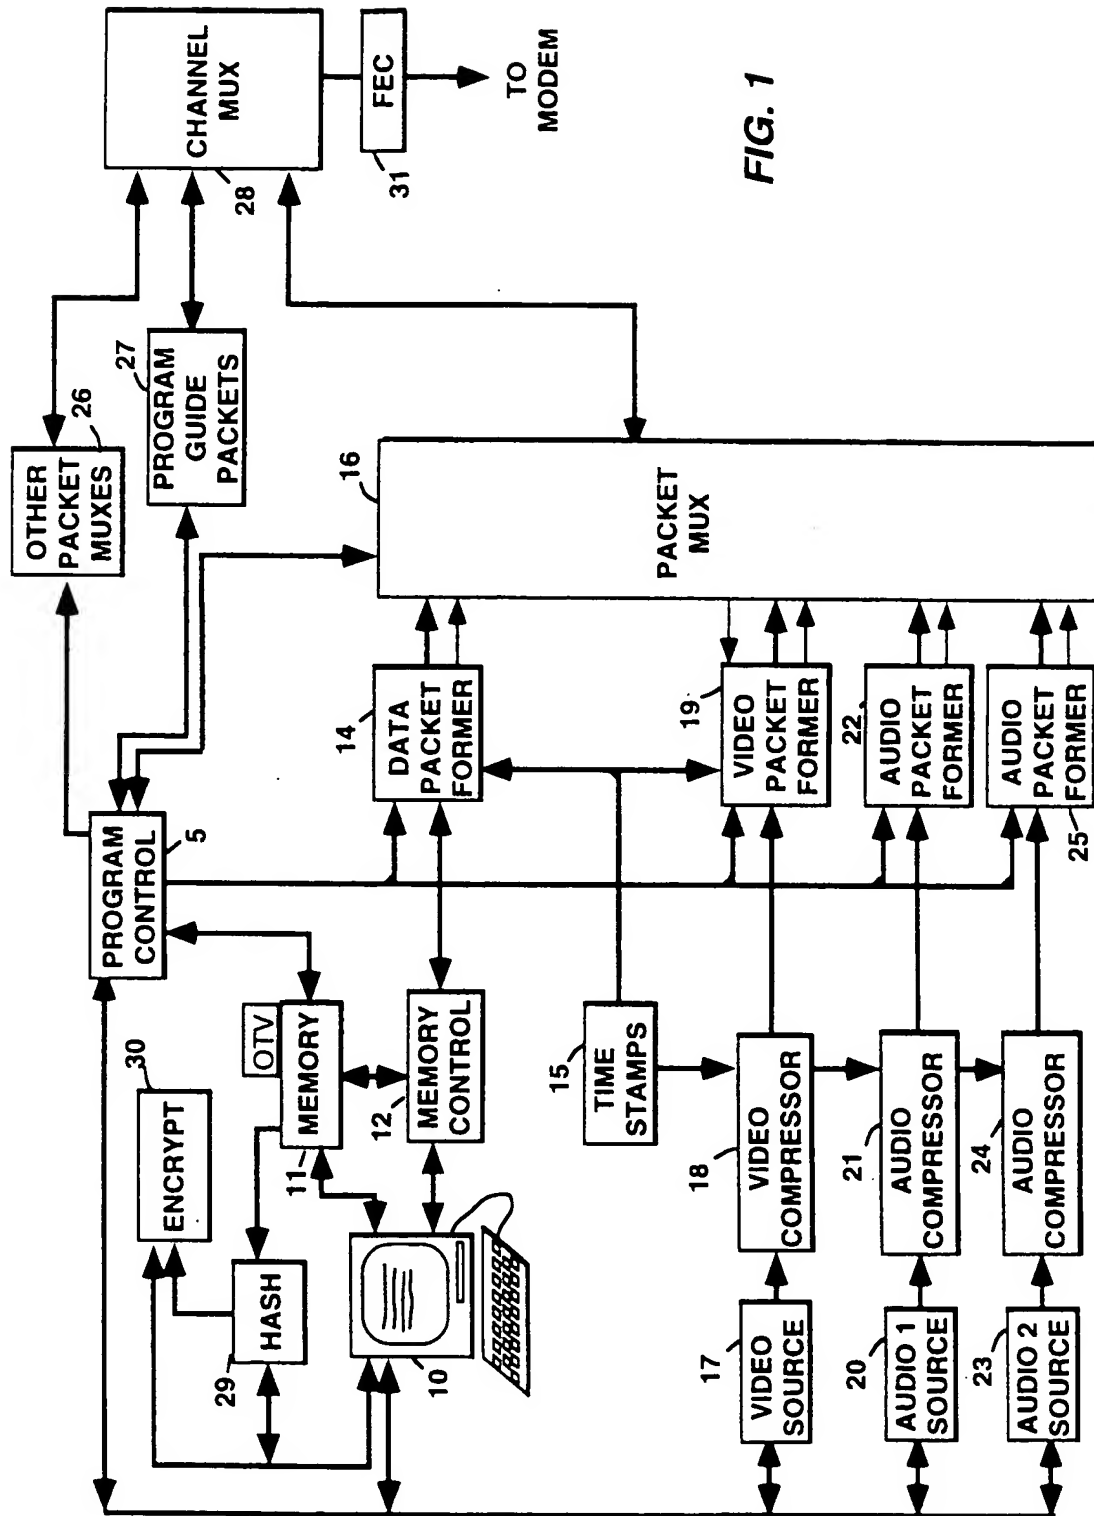 CHANNEL
MUX
28
FEC
31
TO
MODEM
FIG. 1
OTHER
PACKET
MUXES
26
PROGRAM
GUIDE
PACKETS
27
PACKET
MUX
16
PROGRAM
CONTROL
5
DATA
PACKET
FORMER
14
VIDEO
PACKET
FORMER
19
AUDIO
PACKET
FORMER
22
AUDIO
PACKET
FORMER
25
ENCRYPT
30
OTV
MEMORY
11
MEMORY
CONTROL
12
HASH
29
10
TIME
STAMPS
15
VIDEO
COMPRESSOR
18
AUDIO
COMPRESSOR
21
AUDIO
COMPRESSOR
24
VIDEO
SOURCE
17
AUDIO 1
SOURCE
20
AUDIO 2
SOURCE
23